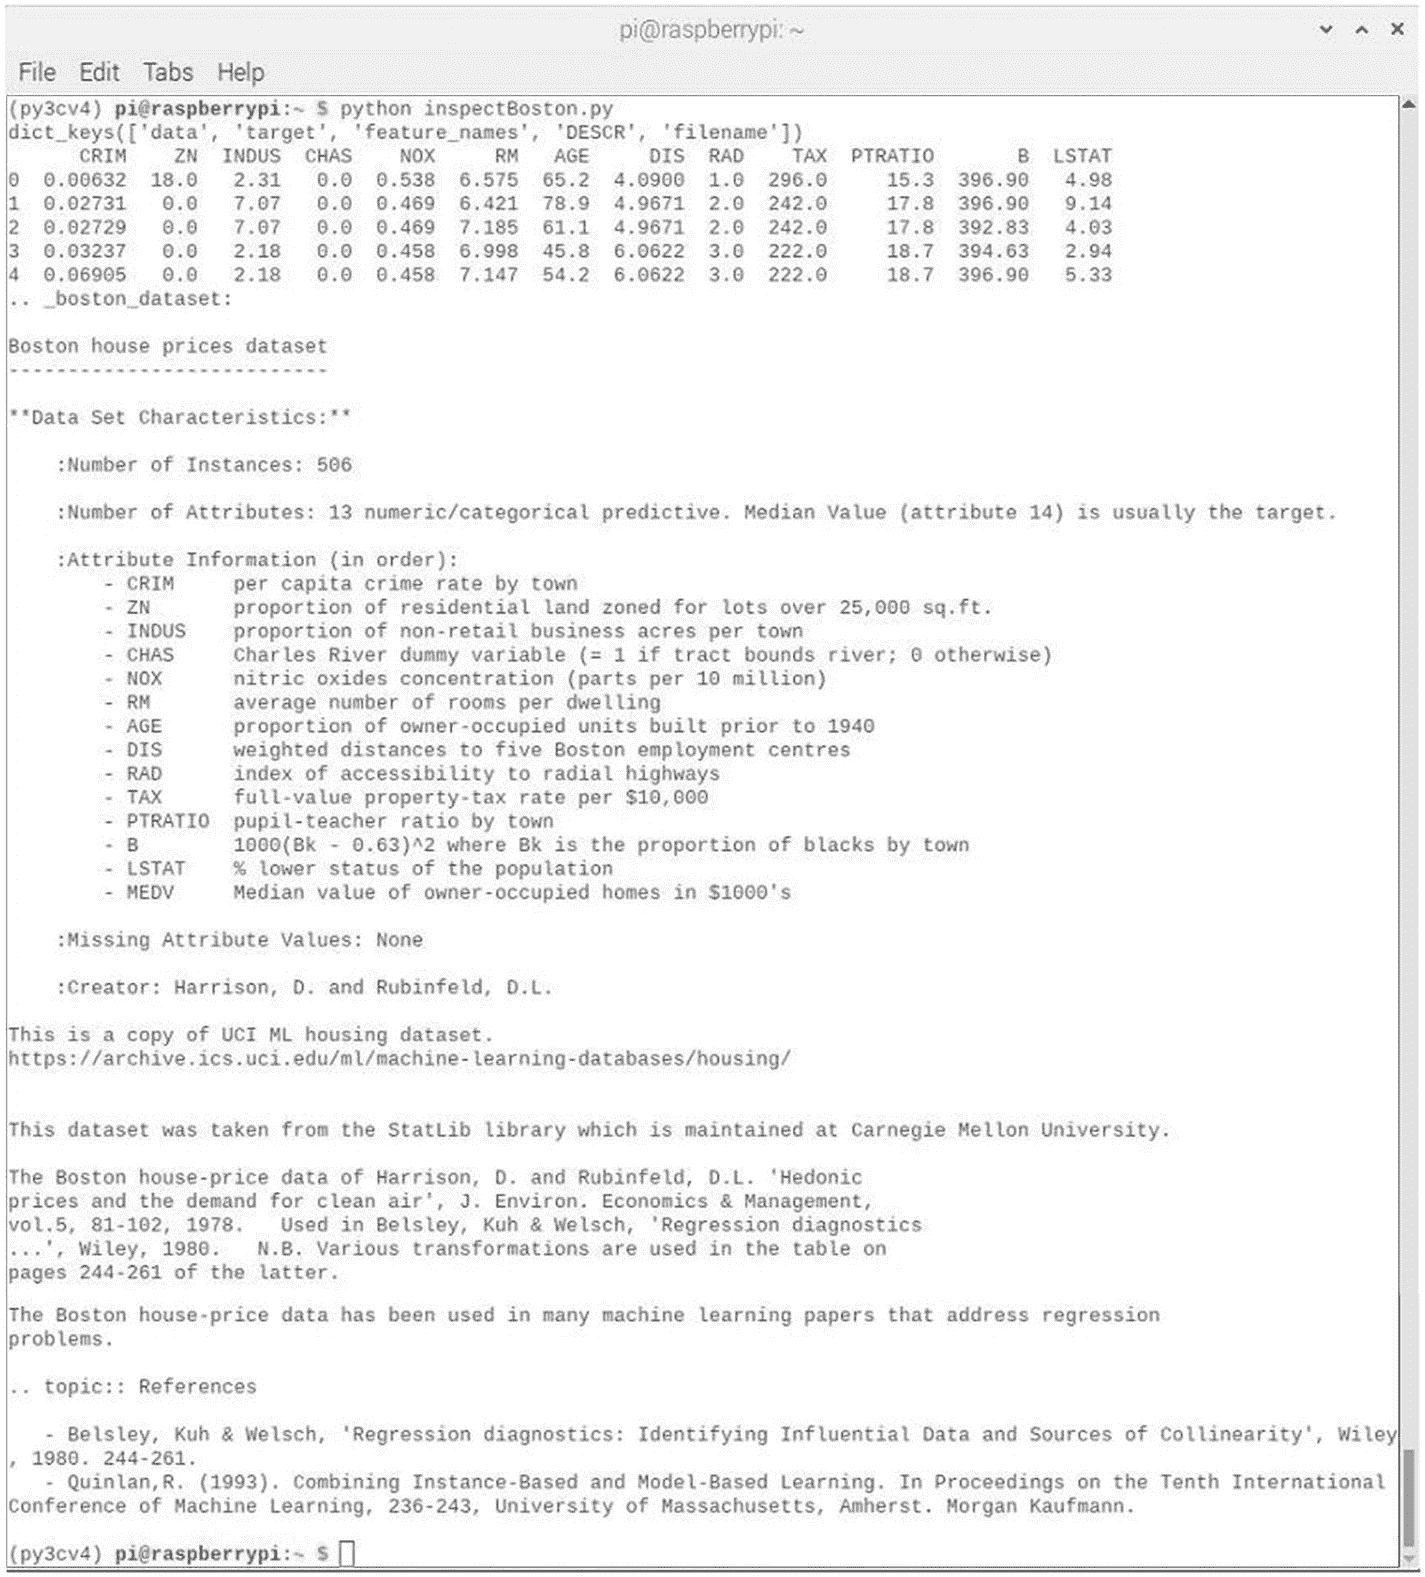 pi@raspberrypi: ~
File Edit Tabs Help
(py3cv4) pi@raspberrypi:~ $ python inspectBoston.py
dict_keys(['data', 'target', 'feature_names', 'DESCR', 'filename'])
      CRIM    ZN  INDUS  CHAS    NOX     RM   AGE     DIS  RAD    TAX  PTRATIO       B  LSTAT
0  0.00632  18.0   2.31   0.0  0.538  6.575  65.2  4.0900  1.0  296.0     15.3  396.90   4.98
1  0.02731   0.0   7.07   0.0  0.469  6.421  78.9  4.9671  2.0  242.0     17.8  396.90   9.14
2  0.02729   0.0   7.07   0.0  0.469  7.185  61.1  4.9671  2.0  242.0     17.8  392.83   4.03
3  0.03237   0.0   2.18   0.0  0.458  6.998  45.8  6.0622  3.0  222.0     18.7  394.63   2.94
4  0.06905   0.0   2.18   0.0  0.458  7.147  54.2  6.0622  3.0  222.0     18.7  396.90   5.33
.. _boston_dataset:
Boston house prices dataset
---------------------------
**Data Set Characteristics:**
    :Number of Instances: 506
    :Number of Attributes: 13 numeric/categorical predictive. Median Value (attribute 14) is usually the target.
    :Attribute Information (in order):
        - CRIM     per capita crime rate by town
        - ZN       proportion of residential land zoned for lots over 25,000 sq.ft.
        - INDUS    proportion of non-retail business acres per town
        - CHAS     Charles River dummy variable (= 1 if tract bounds river; 0 otherwise)
        - NOX      nitric oxides concentration (parts per 10 million)
        - RM       average number of rooms per dwelling
        - AGE      proportion of owner-occupied units built prior to 1940
        - DIS      weighted distances to five Boston employment centres
        - RAD      index of accessibility to radial highways
        - TAX      full-value property-tax rate per $10,000
        - PTRATIO  pupil-teacher ratio by town
        - B        1000(Bk - 0.63)^2 where Bk is the proportion of blacks by town
        - LSTAT    % lower status of the population
        - MEDV     Median value of owner-occupied homes in $1000's
    :Missing Attribute Values: None
    :Creator: Harrison, D. and Rubinfeld, D.L.
This is a copy of UCI ML housing dataset.
https://archive.ics.uci.edu/ml/machine-learning-databases/housing/
This dataset was taken from the StatLib library which is maintained at Carnegie Mellon University.
The Boston house-price data of Harrison, D. and Rubinfeld, D.L. 'Hedonic
prices and the demand for clean air', J. Environ. Economics & Management,
vol.5, 81-102, 1978.   Used in Belsley, Kuh & Welsch, 'Regression diagnostics
...', Wiley, 1980.   N.B. Various transformations are used in the table on
pages 244-261 of the latter.
The Boston house-price data has been used in many machine learning papers that address regression
problems.
.. topic:: References
   - Belsley, Kuh & Welsch, 'Regression diagnostics: Identifying Influential Data and Sources of Collinearity', Wiley
, 1980. 244-261.
   - Quinlan,R. (1993). Combining Instance-Based and Model-Based Learning. In Proceedings on the Tenth International
Conference of Machine Learning, 236-243, University of Massachusetts, Amherst. Morgan Kaufmann.
(py3cv4) pi@raspberrypi:~ $